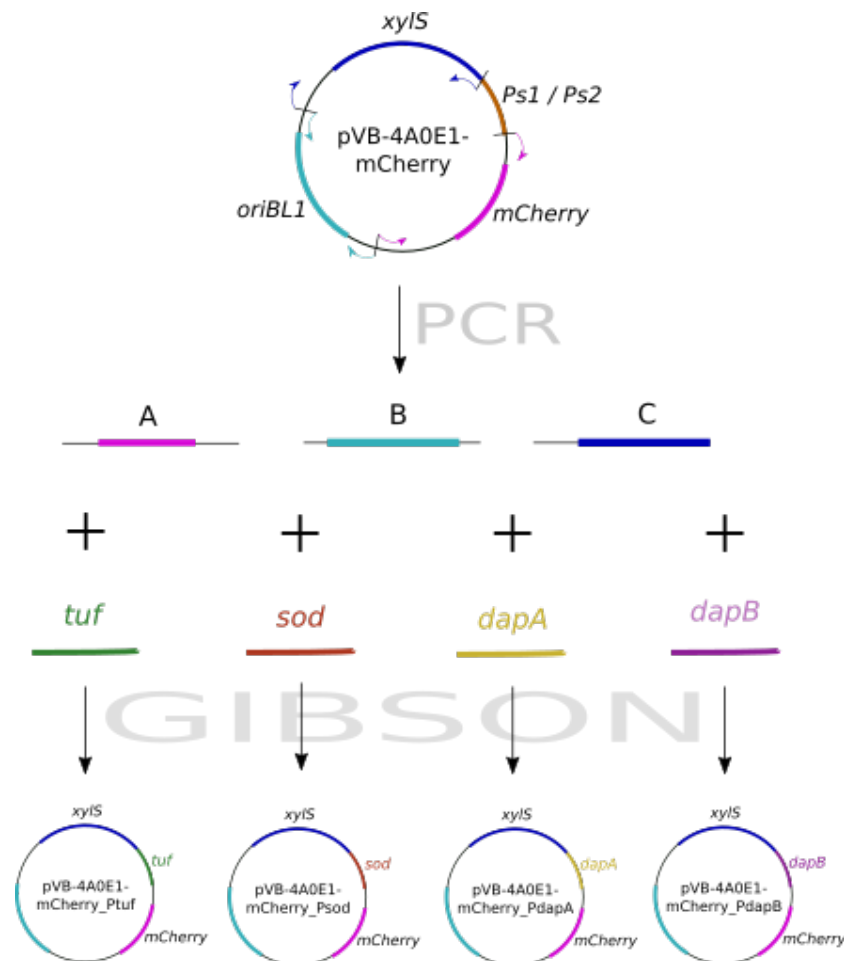 xylS
Ps1 / Ps2
pVB-4A0E1-
mCherry
oriBL1
mCherry
PCR
A B C
+ + + +
tuf sod dapA dapB
GIBSON
xylS xylS xylS xylS
tuf sod dapA dapB
pVB-4A0E1- pVB-4A0E1- pVB-4A0E1- pVB-4A0E1-
mCherry_Ptuf mCherry_Psod mCherry_PdapA mCherry_PdapB
mCherry mCherry mCherry mCherry